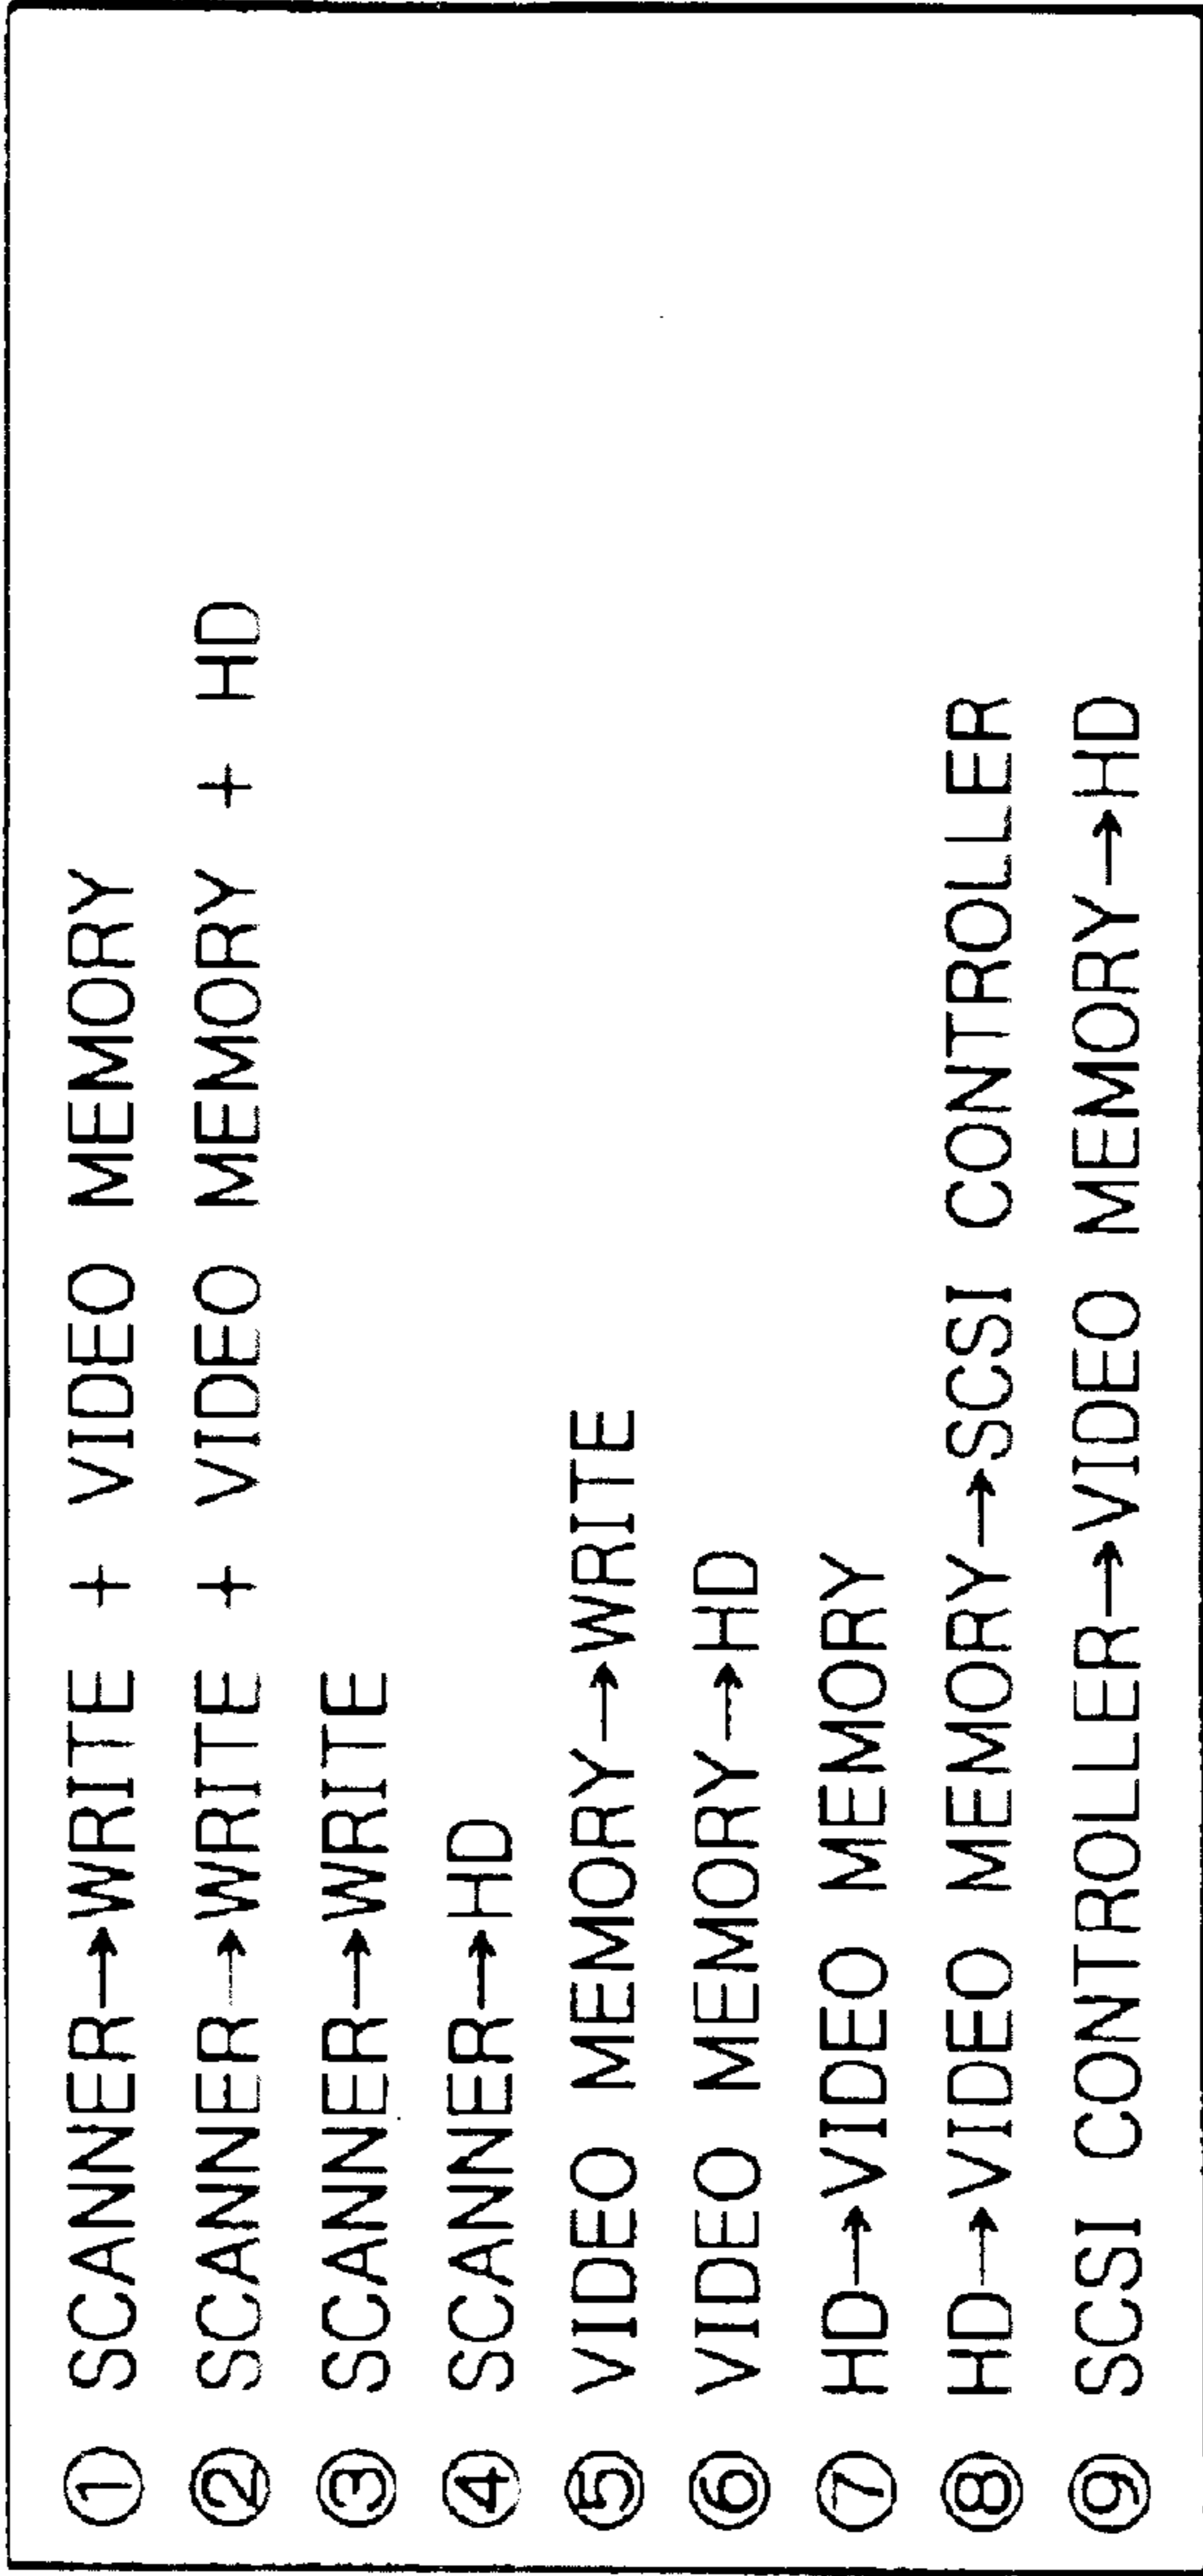 ① SCANNER→WRITE + VIDEO MEMORY
② SCANNER→WRITE + VIDEO MEMORY + HD
③ SCANNER→WRITE
④ SCANNER→HD
⑤ VIDEO MEMORY→WRITE
⑥ VIDEO MEMORY→HD
⑦ HD→VIDEO MEMORY
⑧ HD→VIDEO MEMORY→SCSI CONTROLLER
⑨ SCSI CONTROLLER→VIDEO MEMORY→HD